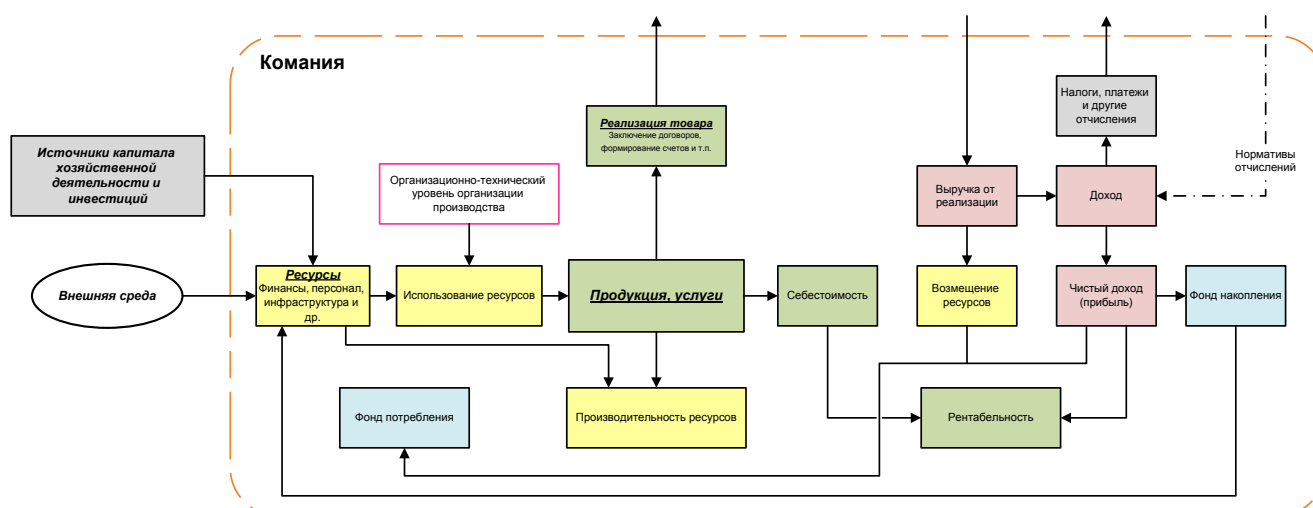 Комания
Налоги, платежи
и другие
отчисления
Реализация товара
Заключение договоров,
формирование счетов и т.п.
Источники капитала
хозяйственной
деятельности и
инвестиций
Нормативы
отчислений
Организационно-технический
уровень организации
производства
Выручка от
реализации
Доход
Внешняя среда
Ресурсы
Финансы, персонал,
инфраструктура и
др.
Использование ресурсов
Продукция, услуги
Себестоимость
Возмещение
ресурсов
Чистый доход
(прибыль)
Фонд накопления
Фонд потребления
Производительность ресурсов
Рентабельность